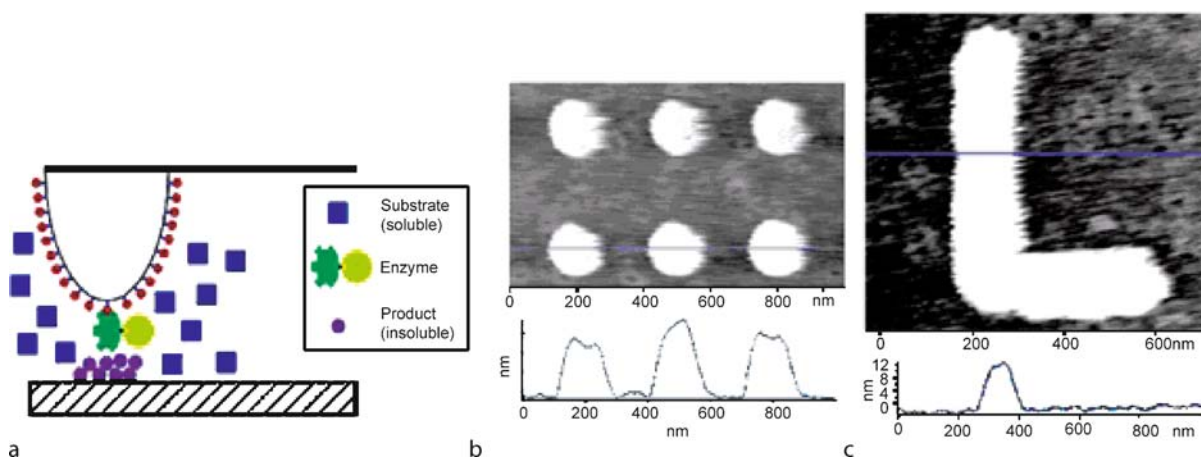 Substrate
(soluble)
Enzyme
Product
(insoluble)
a
0 200 400 600 800 nm
nm
200 400 600 800
nm
b
0 200 400 600nm
12
8
4
0
nm
0 200 400 600 800 nm
c